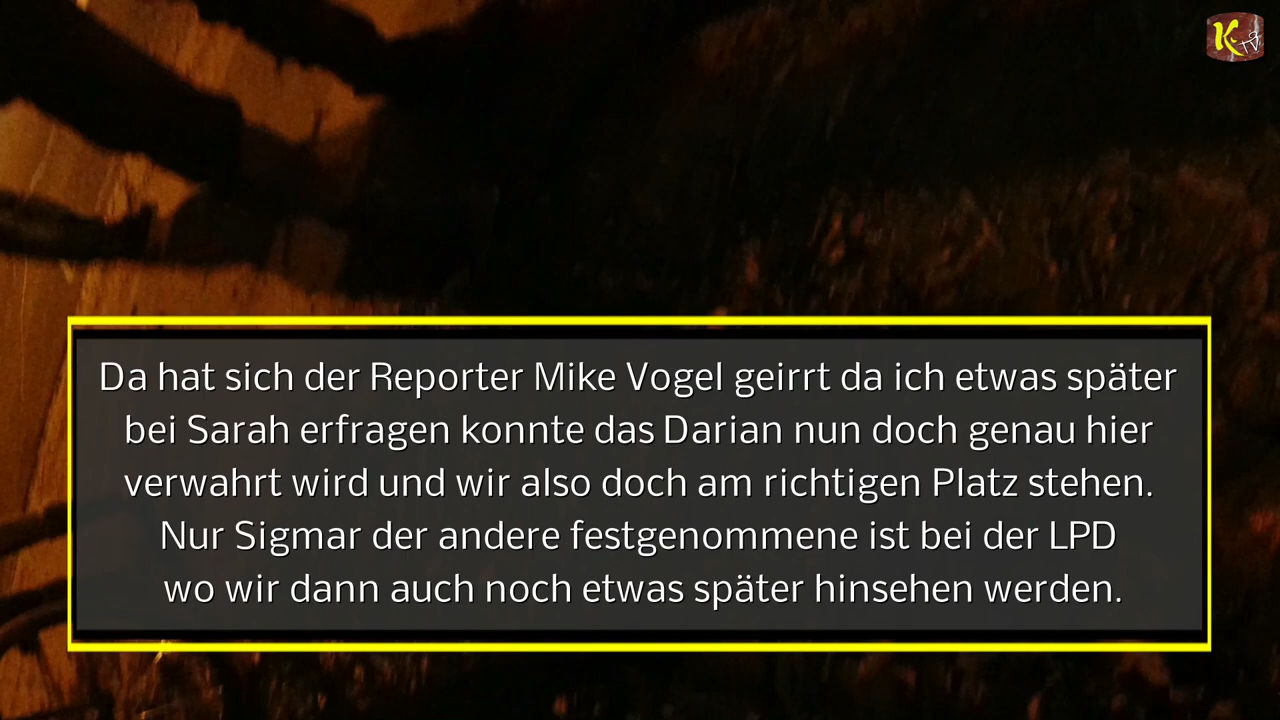 K
Da hat sich der Reporter Mike Vogel geirrt da ich etwas später
bei Sarah erfragen konnte das Darian nun doch genau hier
verwahrt wird und wir also doch am richtigen Platz stehen.
Nur Sigmar der andere festgenommene ist bei der LPD
wo wir dann auch noch etwas später hinsehen werden.